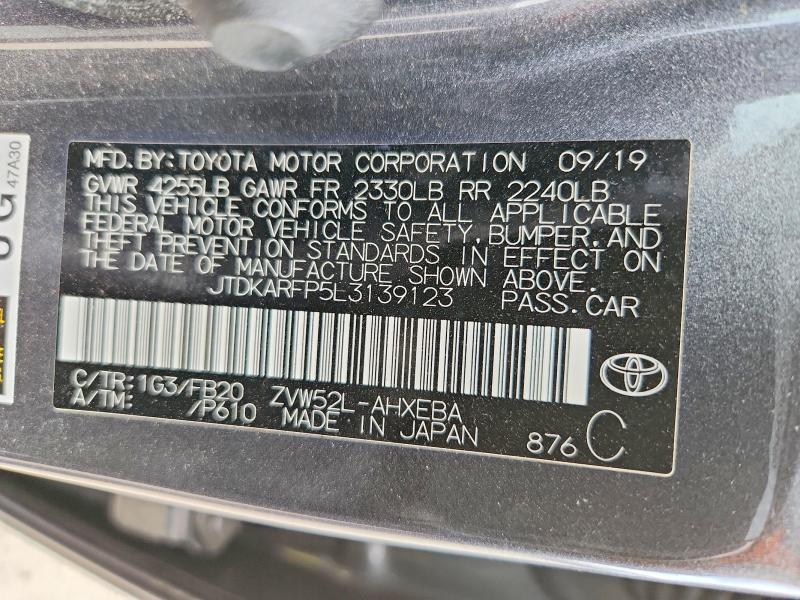 MFD.BY:TOYOTA MOTOR CORPORATION 09/19
GVWR 4255LB GAWR FR 2330LB RR 2240LB
THIS VEHICLE CONFORMS TO ALL APPLICABLE
FEDERAL MOTOR VEHICLE SAFETY,BUMPER,AND
THEFT PREVENTION STANDARDS IN EFFECT ON
THE DATE OF MANUFACTURE SHOWN ABOVE.
JTDKARFP5L3139123 PASS.CAR
C/TR:1G3/FB20 ZVW52L-AHXEBA
A/TM: /P610 MADE IN JAPAN 876 C
47A30